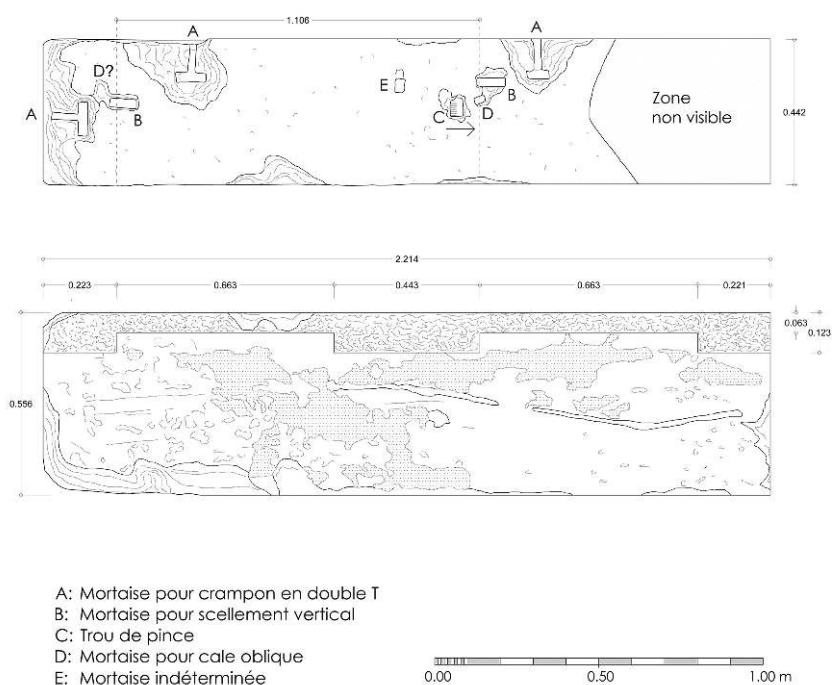 1.106
A
A
D?
E
B
A
B
C
D
Zone
non visible
0.442
2.214
0.223
0.663
0.443
0.663
0.221
0.063
0.123
0.556
A: Mortaise pour crampon en double T
B: Mortaise pour scellement vertical
C: Trou de pince
D: Mortaise pour cale oblique
E: Mortaise indéterminée
0.00
0.50
1.00 m